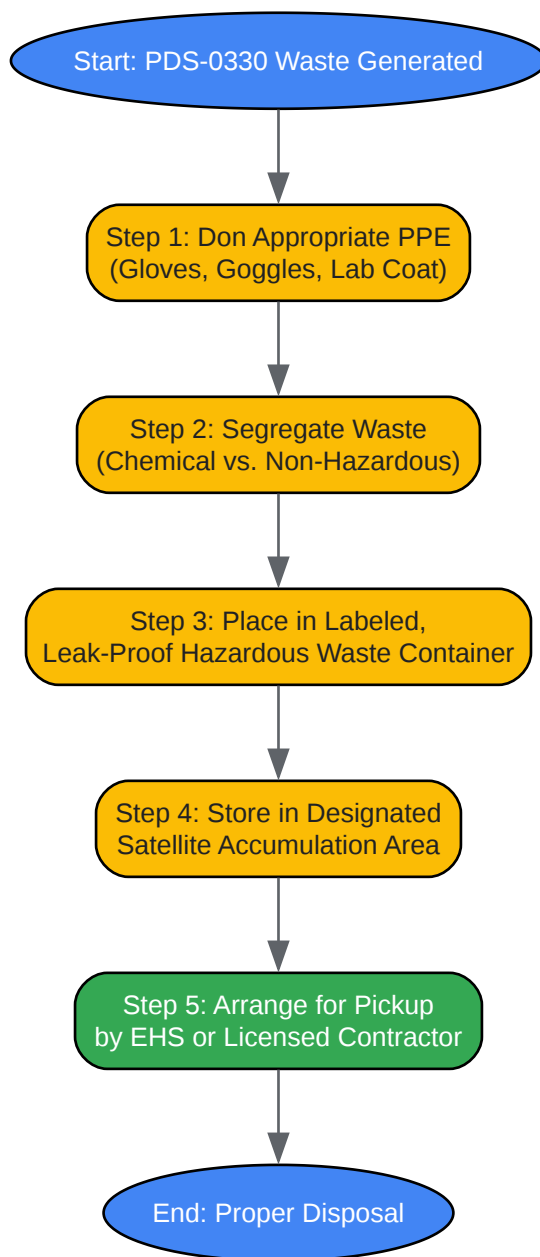 Start: PDS-0330 Waste Generated
Step 1: Don Appropriate PPE
(Gloves, Goggles, Lab Coat)
Step 2: Segregate Waste
(Chemical vs. Non-Hazardous)
Step 3: Place in Labeled,
Leak-Proof Hazardous Waste Container
Step 4: Store in Designated
Satellite Accumulation Area
Step 5: Arrange for Pickup
by EHS or Licensed Contractor
End: Proper Disposal